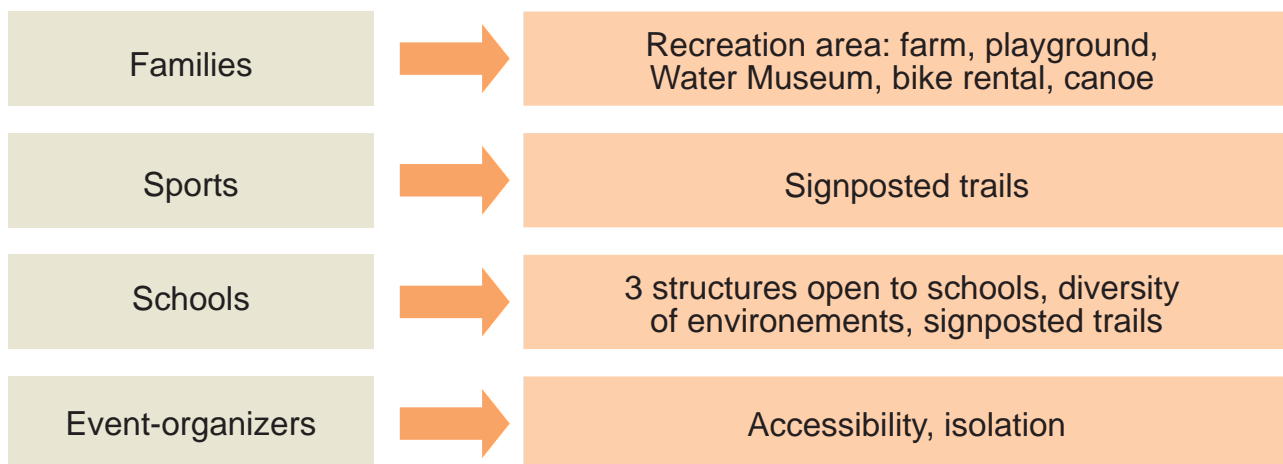 Families
Recreation area: farm, playground,
Water Museum, bike rental, canoe
Sports
Signposted trails
Schools
3 structures open to schools, diversity
of environements, signposted trails
Event-organizers
Accessibility, isolation